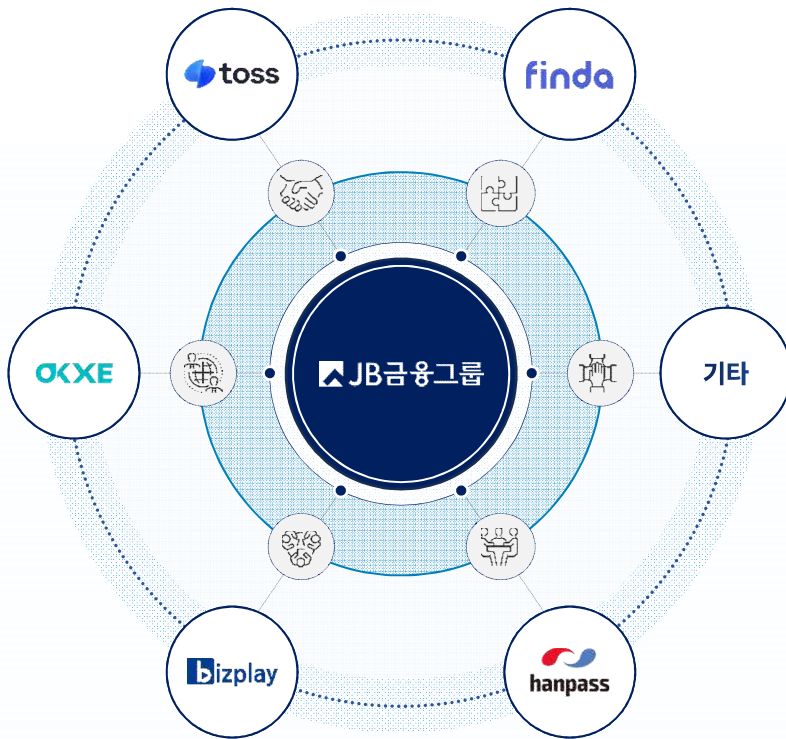 toss
finda
OKXE
JB금융그룹
기타
bizplay
hanpass